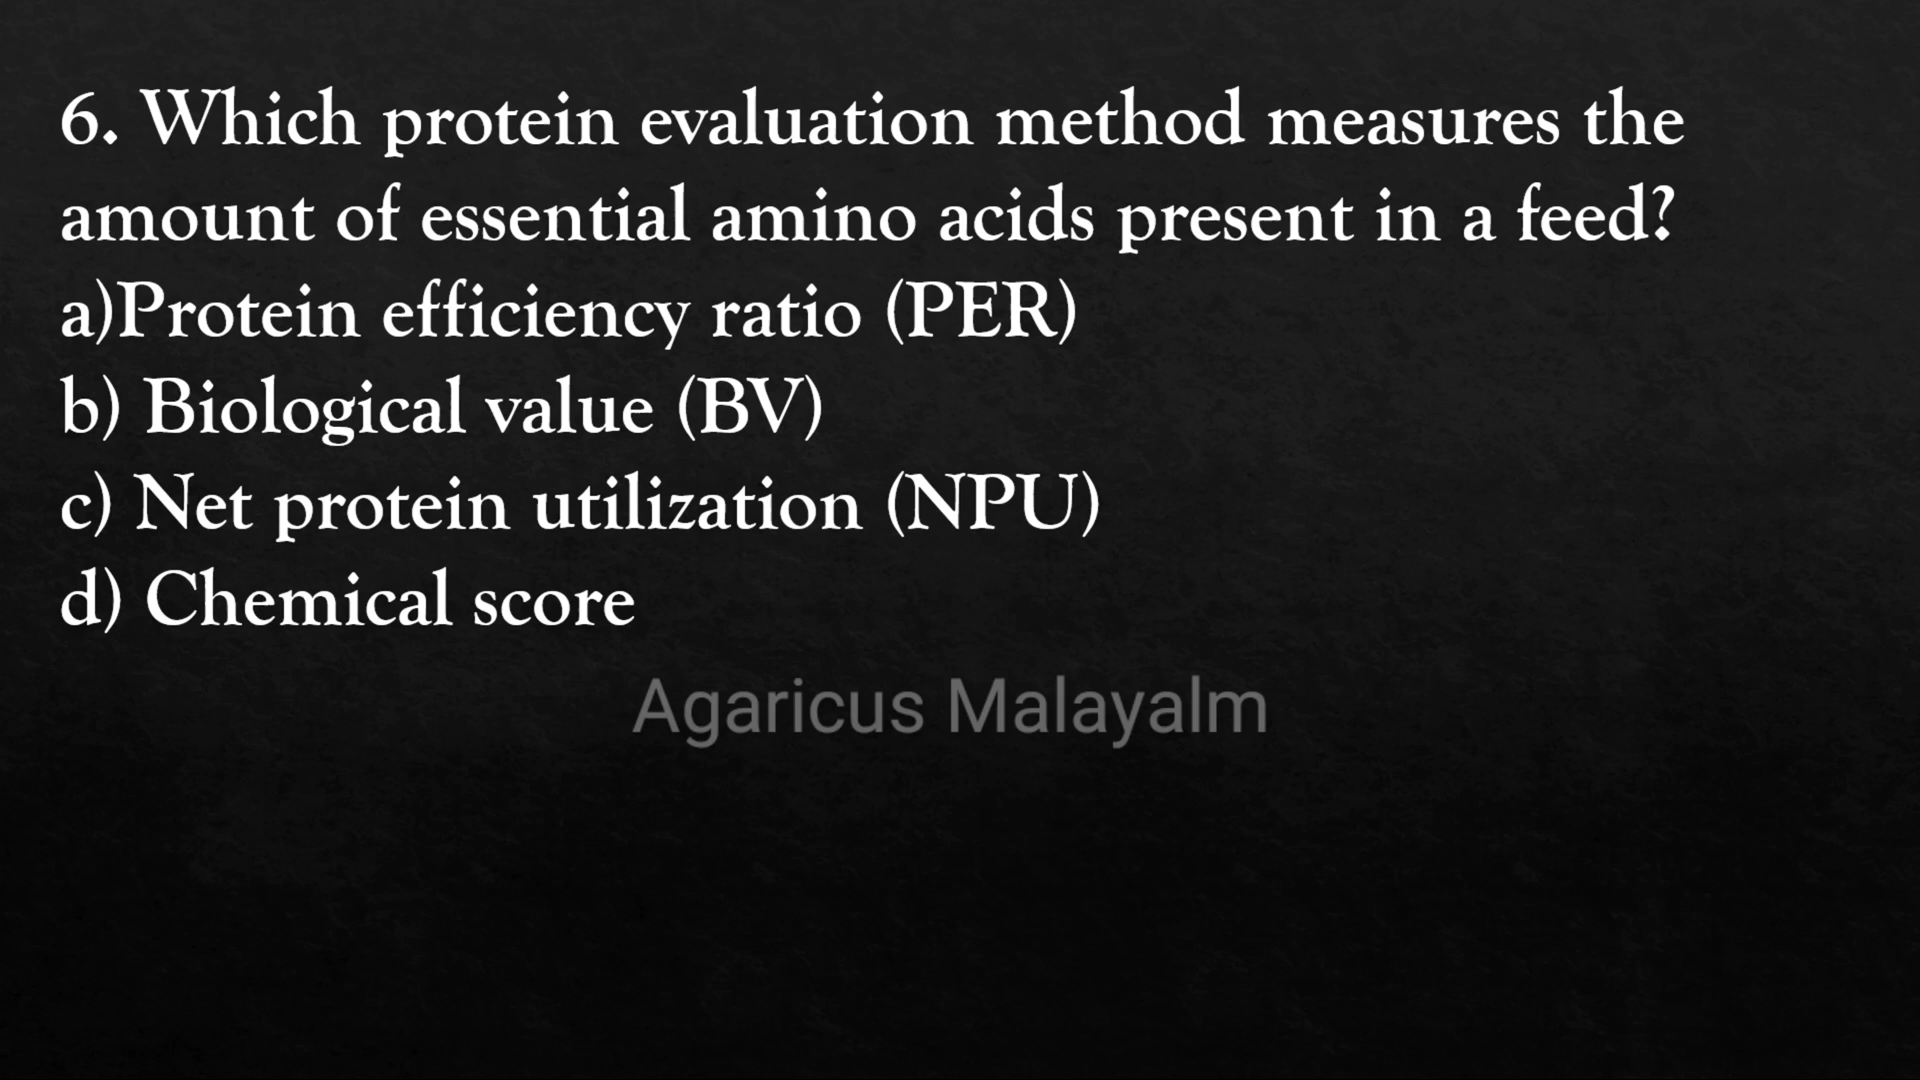 6. Which protein evaluation method measures the
amount of essential amino acids present in a feed?
a)Protein efficiency ratio (PER)
b) Biological value (BV)
c) Net protein utilization (NPU)
d) Chemical score
Agaricus Malayalm